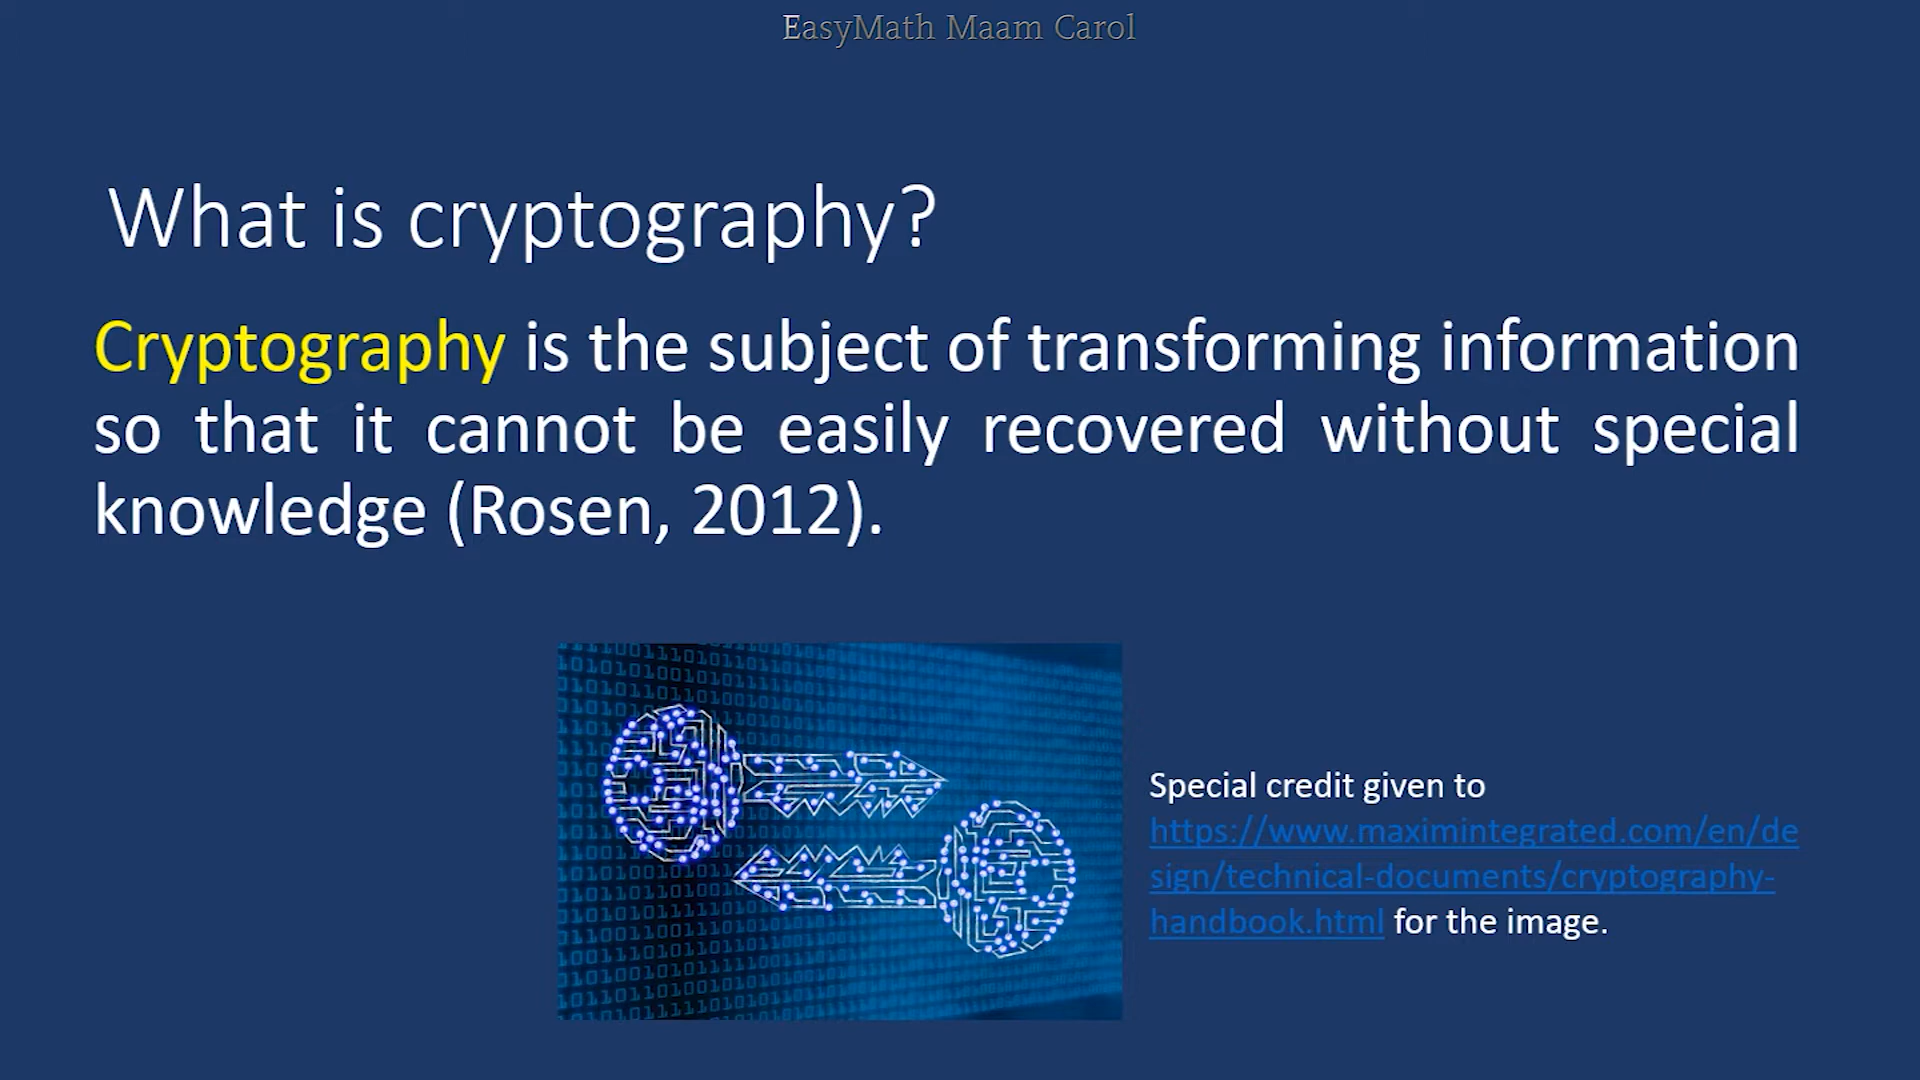 EasyMath Maam Carol
What is cryptography?
Cryptography is the subject of transforming information
so that it cannot be easily recovered without special
knowledge (Rosen, 2012).
Special credit given to
https://www.maximintegrated.com/en/de
sign/technical-documents/cryptography-
handbook.html for the image.